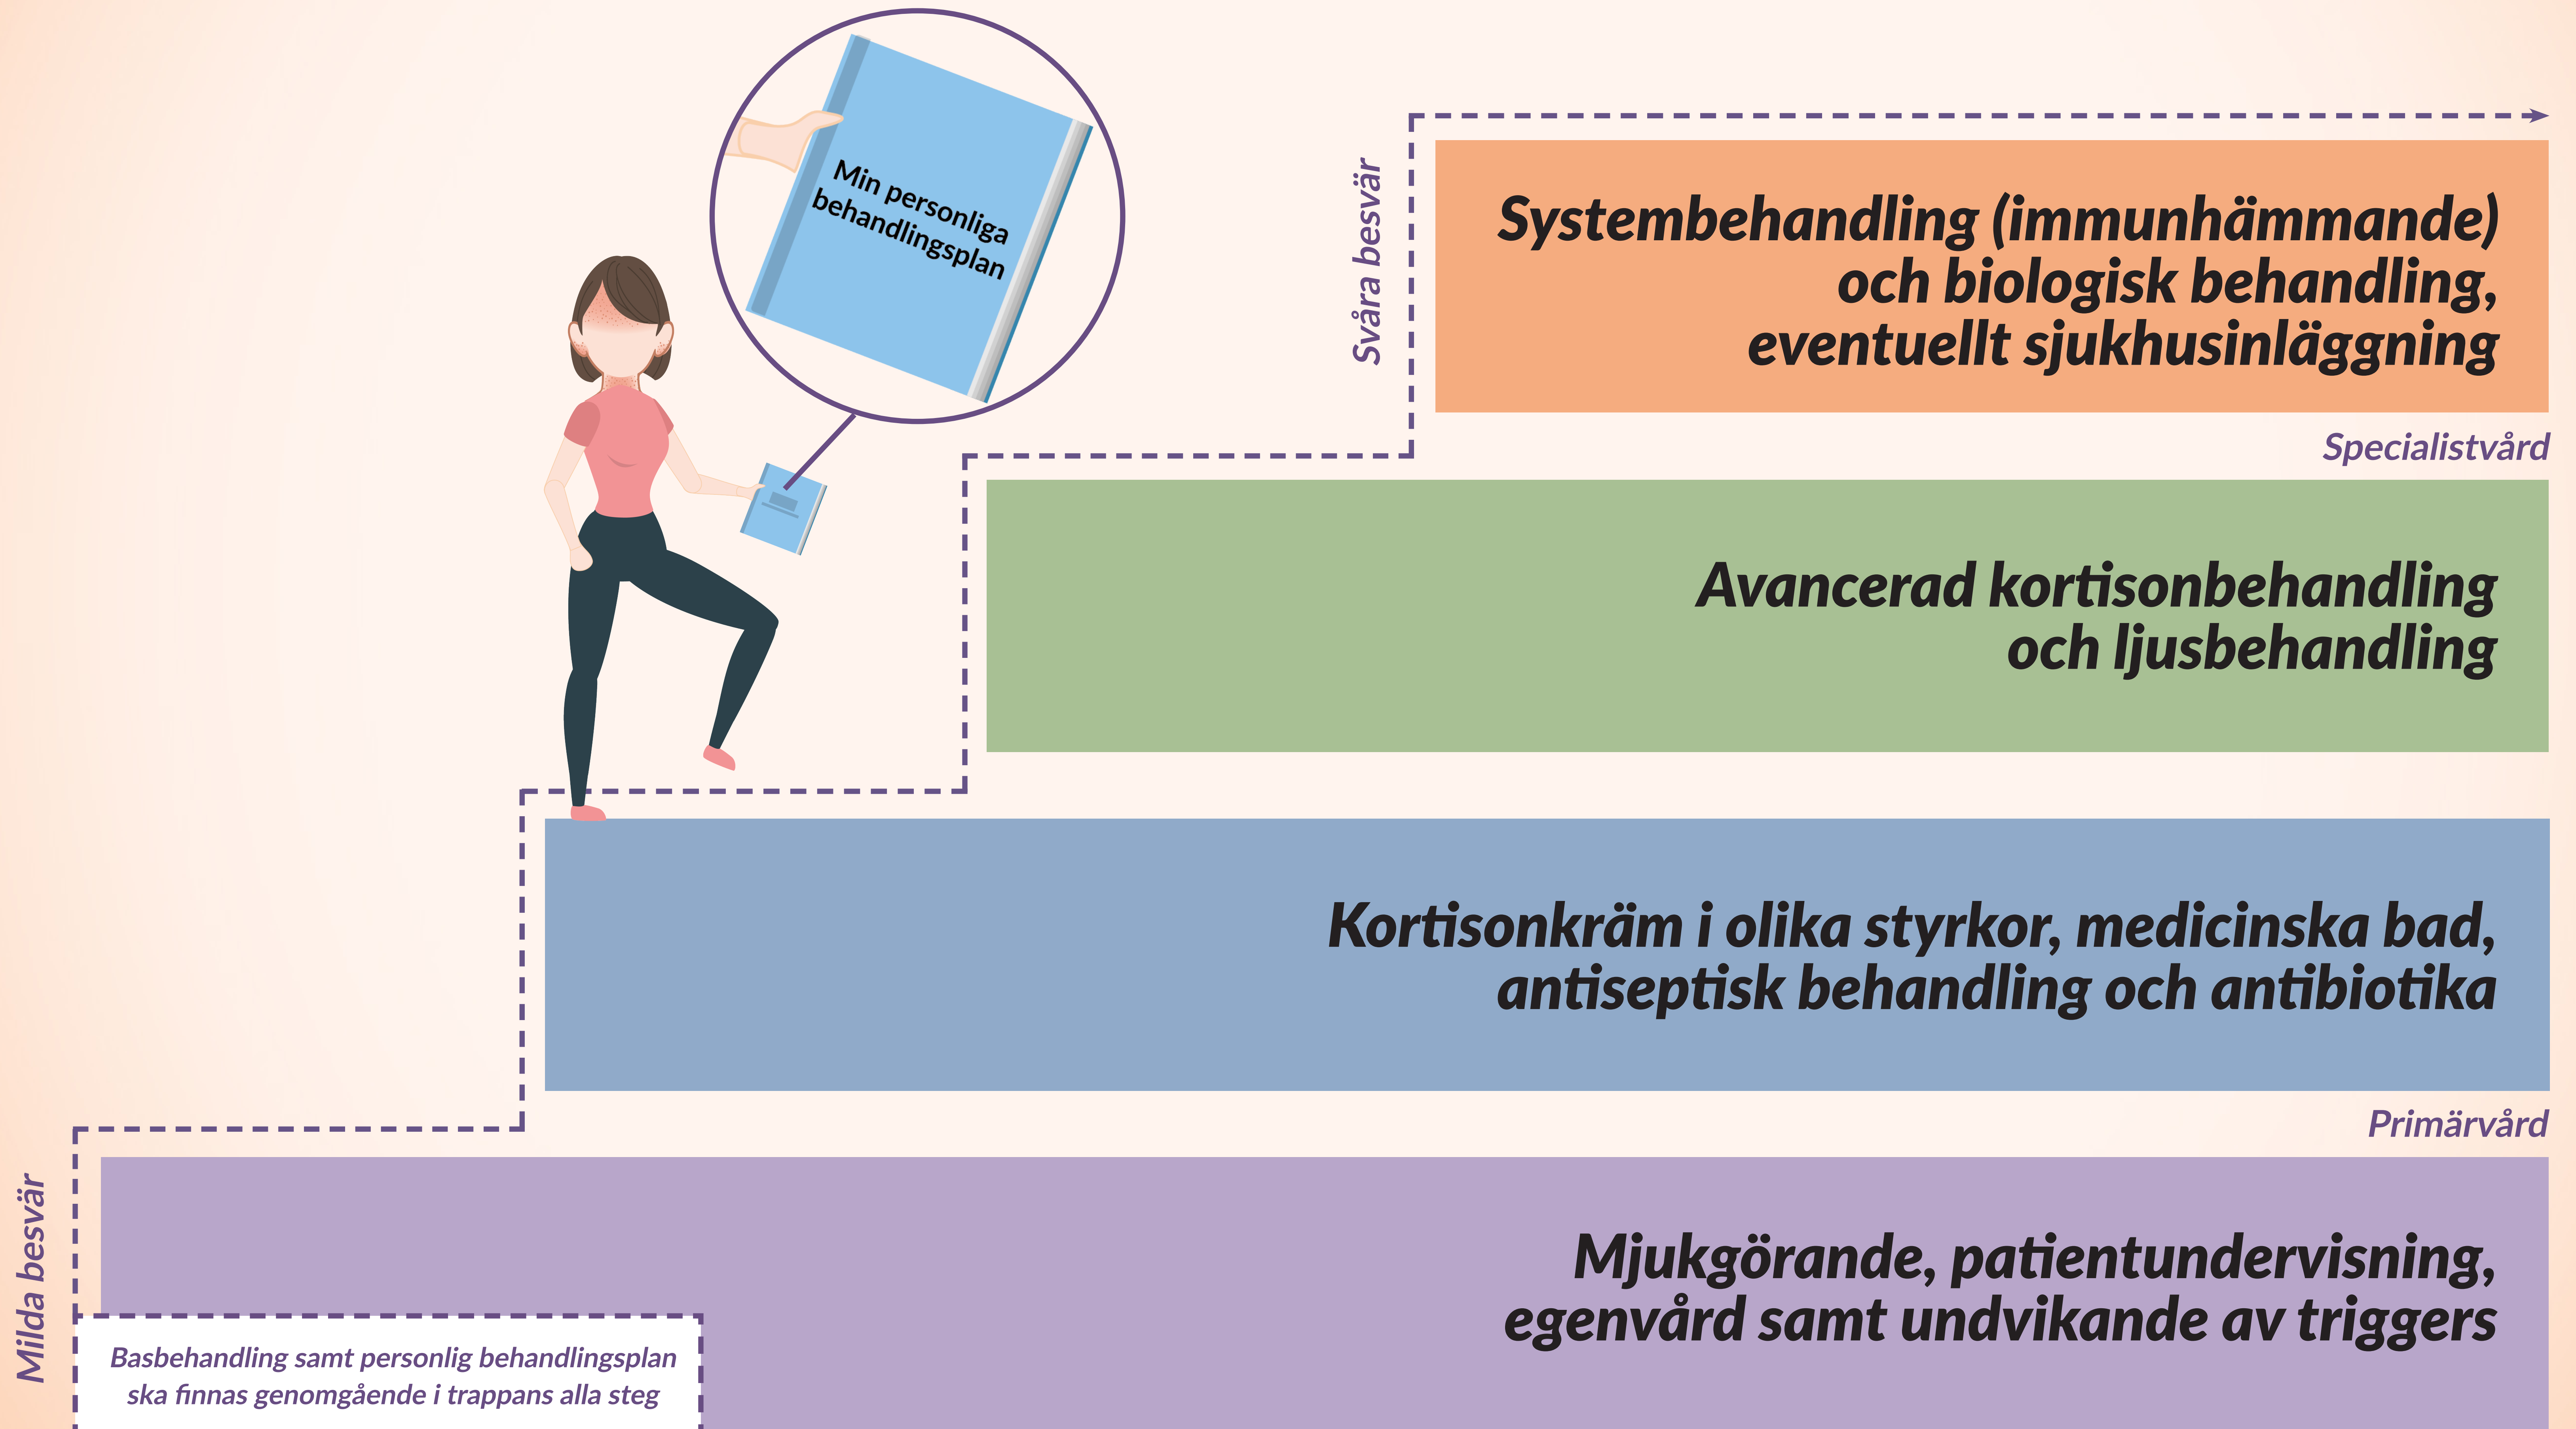 Min personliga
behandlingsplan
Svåra besvär
Systembehandling (immunhämmande)
och biologisk behandling,
eventuellt sjukhusinläggning
Specialistvård
Avancerad kortisonbehandling
och ljusbehandling
Kortisonkräm i olika styrkor, medicinska bad,
antiseptisk behandling och antibiotika
Primärvård
Milda besvär
Mjukgörande, patientundervisning,
egenvård samt undvikande av triggers
Basbehandling samt personlig behandlingsplan
ska finnas genomgående i trappans alla steg